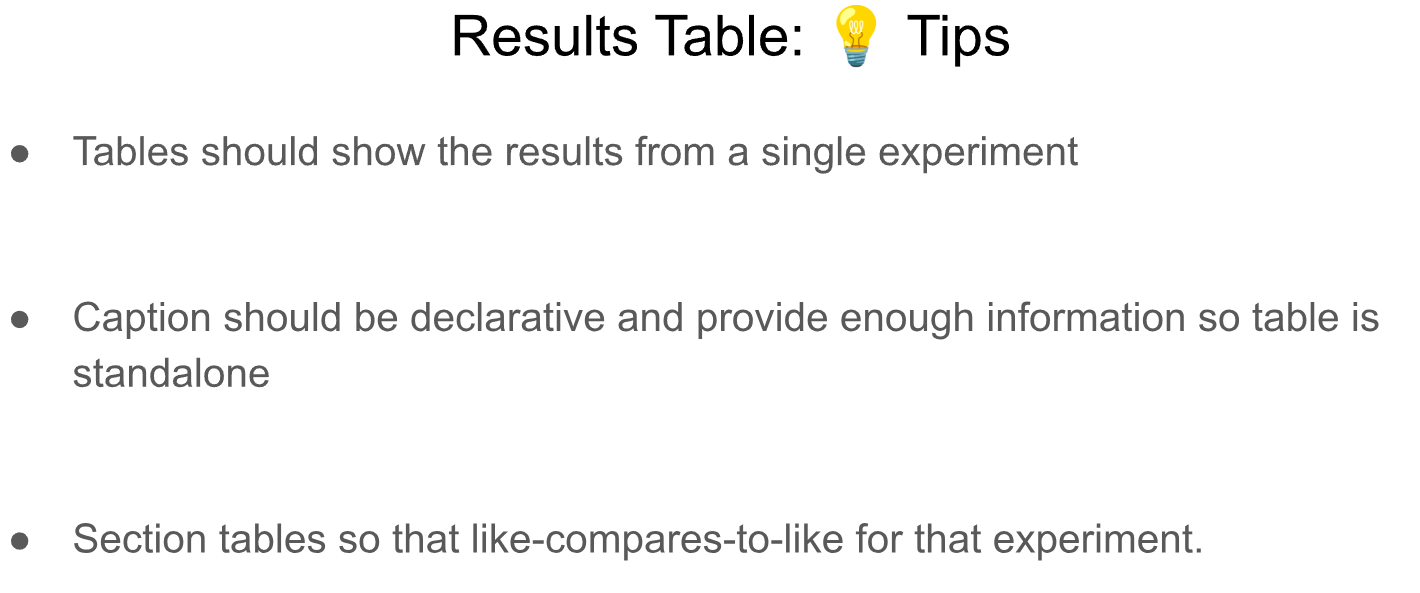 Results Table: 💡 Tips
● Tables should show the results from a single experiment
● Caption should be declarative and provide enough information so table is
standalone
● Section tables so that like-compares-to-like for that experiment.